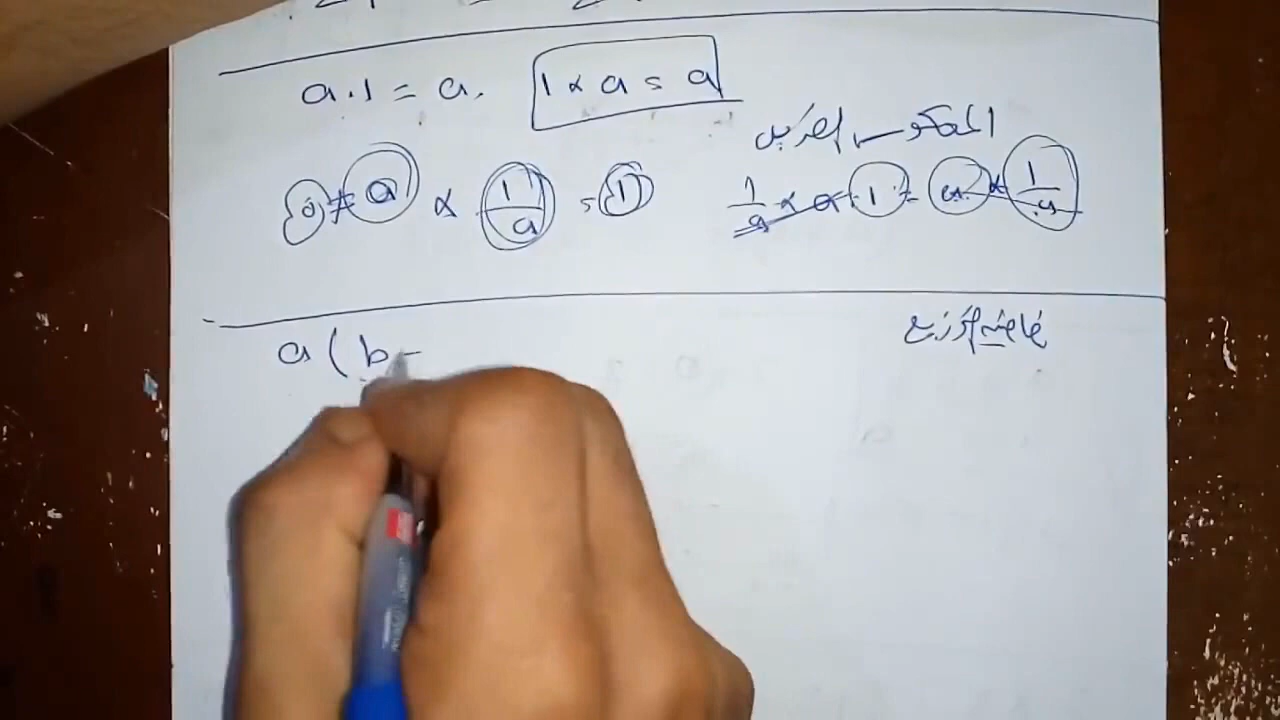 a . 1 = a , 1 × a = a
المعكوس الضربي
0 ≠ a × 1/a = 1 1/a × a = 1 = a × 1/a
خاصية التوزيع
a ( b